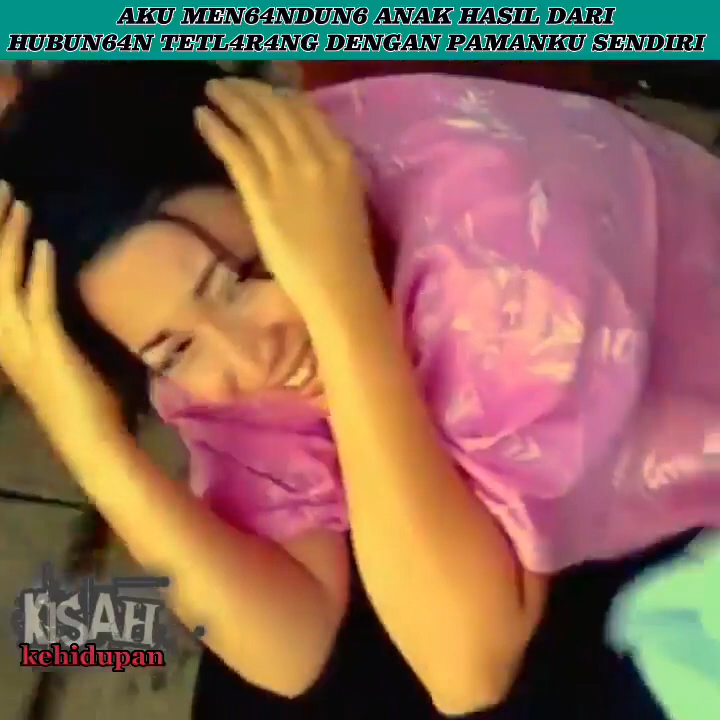 AKU MEN64NDUN6 ANAK HASIL DARI
HUBUN64N TETL4R4NG DENGAN PAMANKU SENDIRI
KISAH
kehidupan